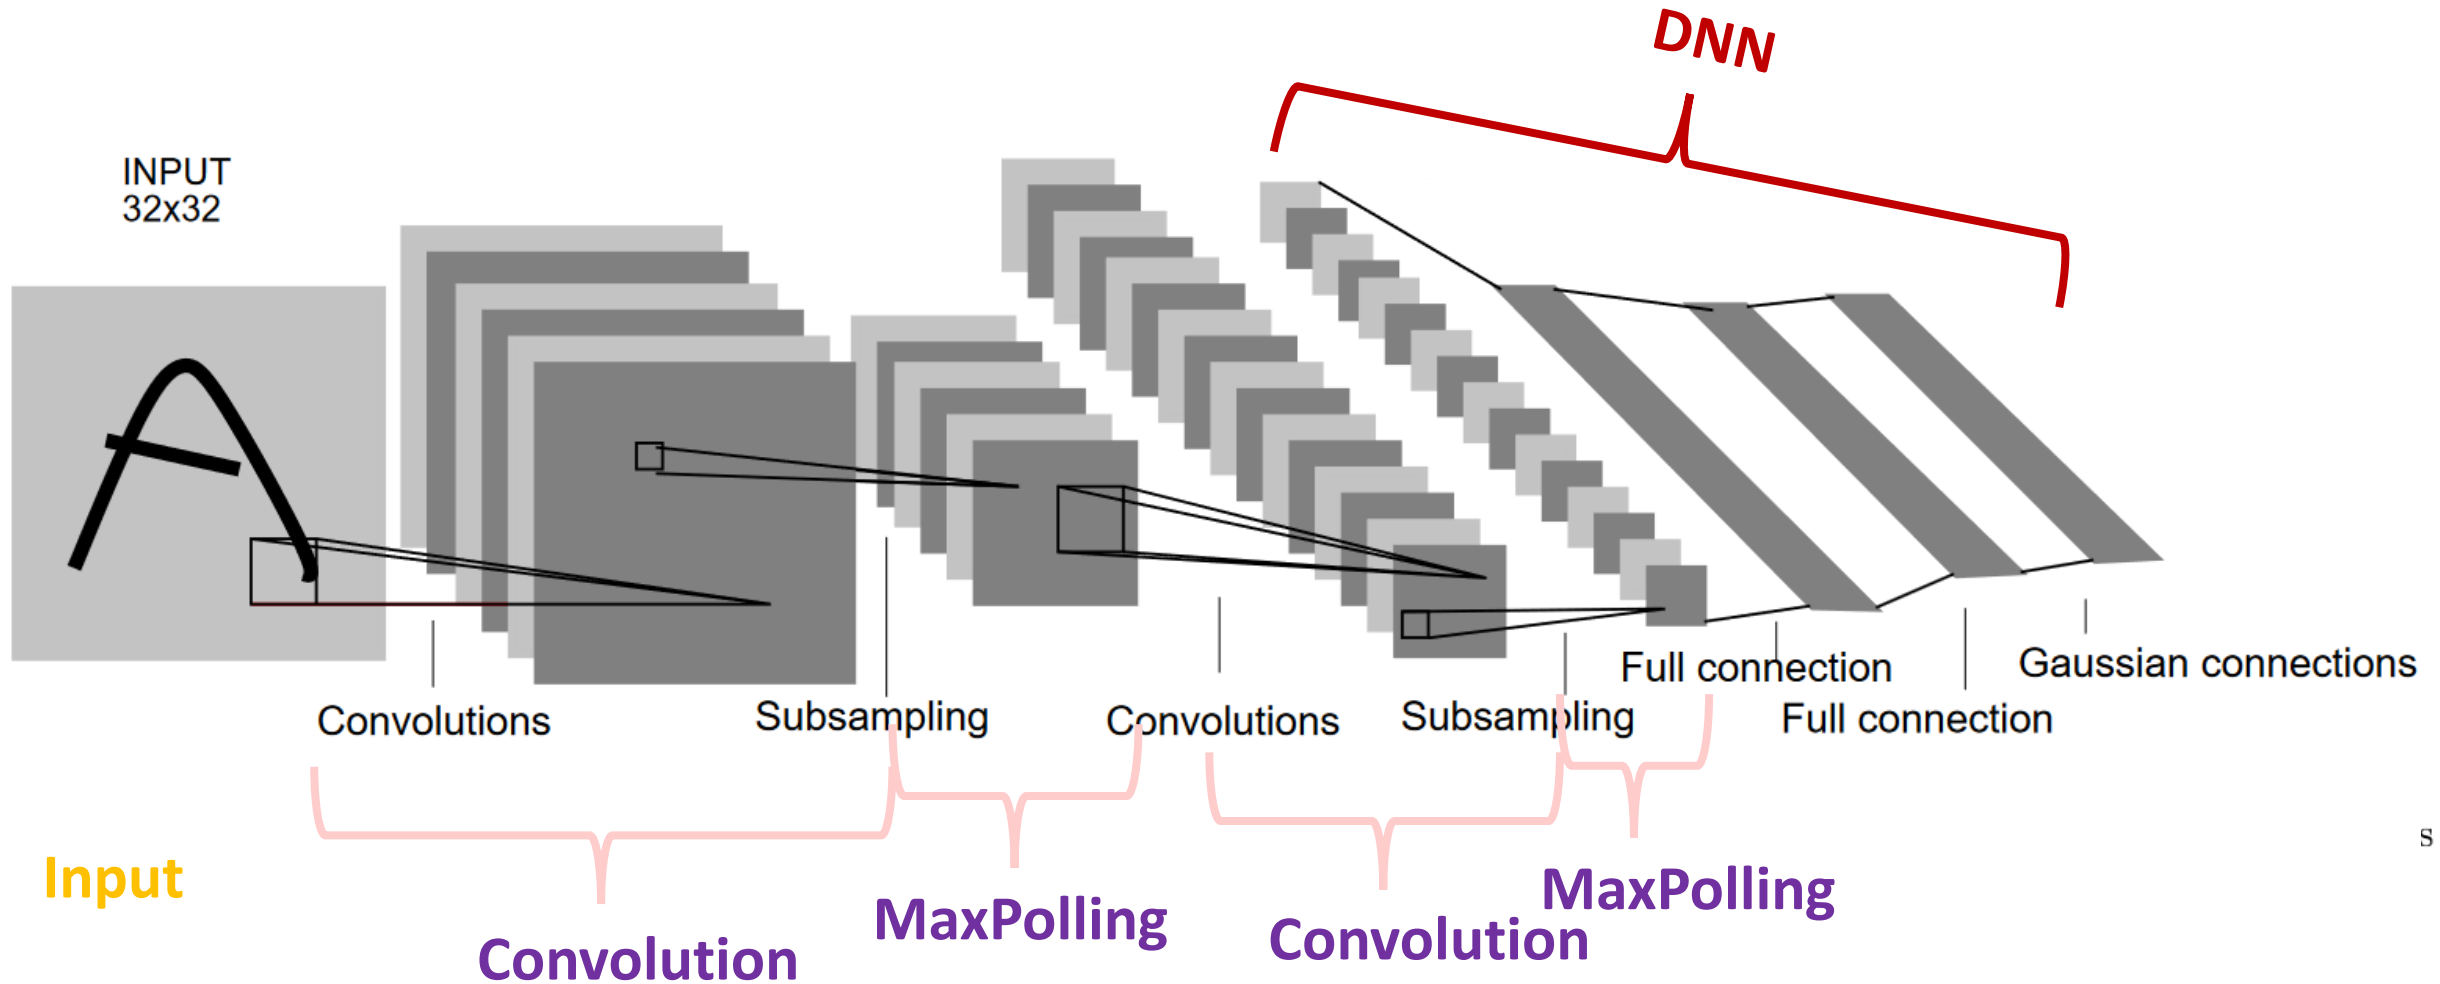 DNN
INPUT
32x32
Convolutions
Subsampling
Convolutions
Subsampling
Full connection
Full connection
Gaussian connections
Input
Convolution
MaxPolling
Convolution
MaxPolling
s